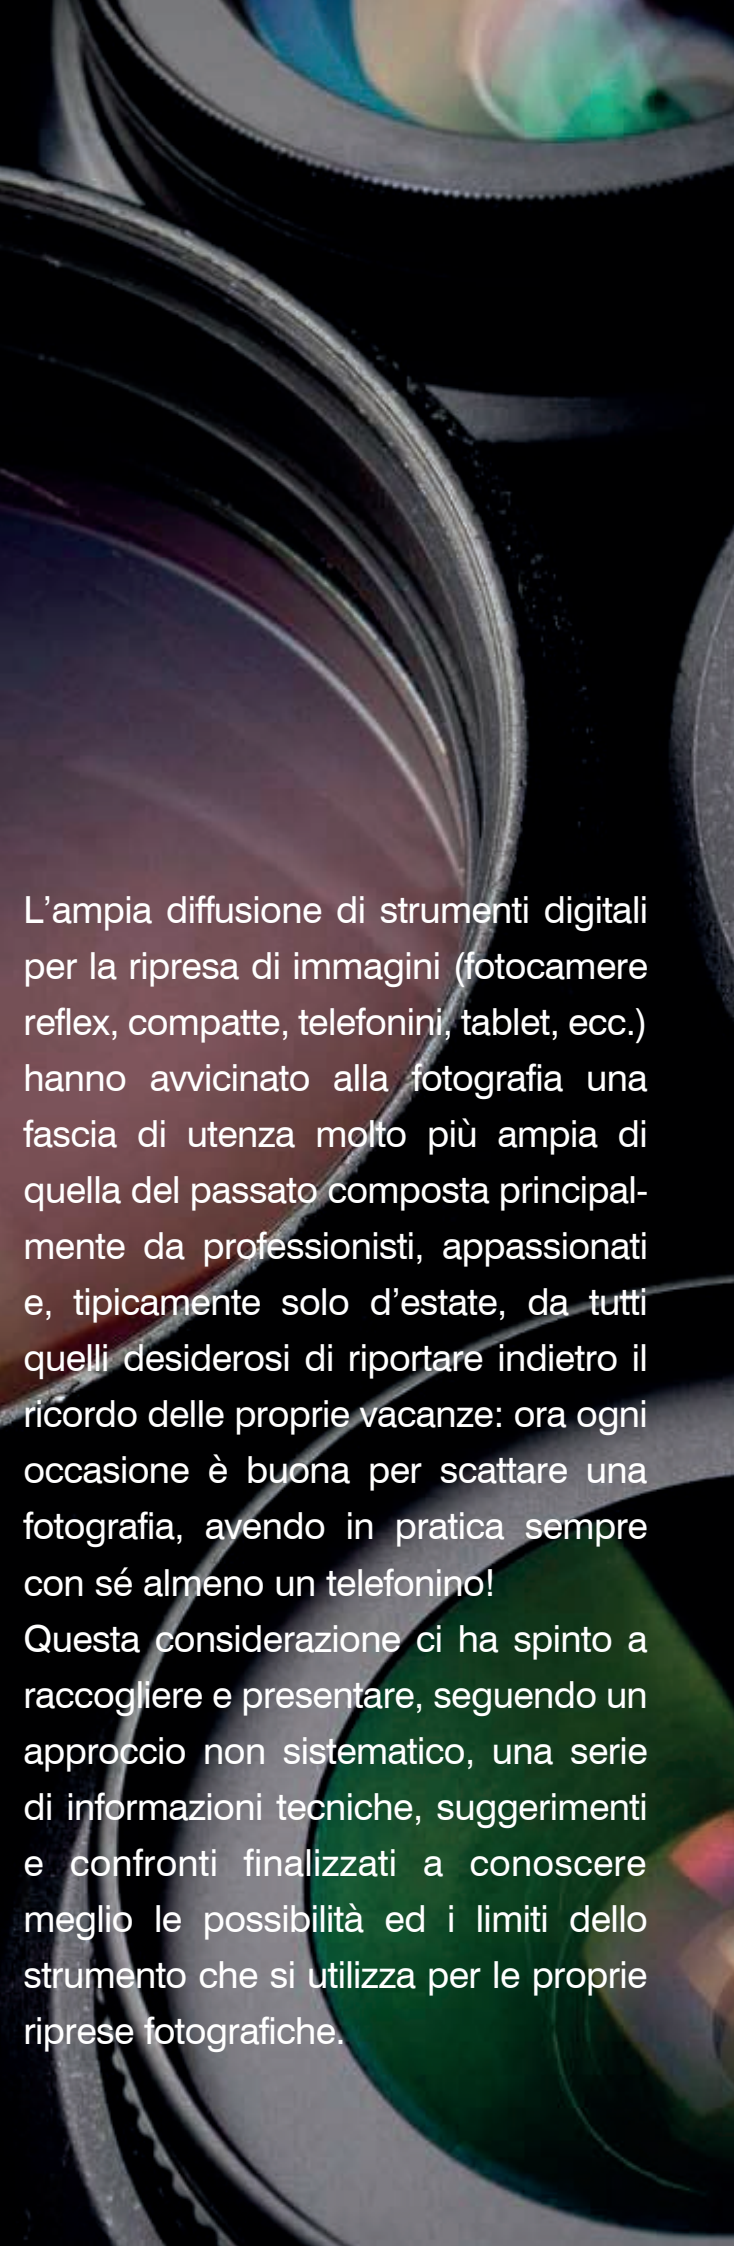 L’ampia diffusione di strumenti digitali
per la ripresa di immagini (fotocamere
reflex, compatte, telefonini, tablet, ecc.)
hanno avvicinato alla fotografia una
fascia di utenza molto più ampia di
quella del passato composta principal-
mente da professionisti, appassionati
e, tipicamente solo d’estate, da tutti
quelli desiderosi di riportare indietro il
ricordo delle proprie vacanze: ora ogni
occasione è buona per scattare una
fotografia, avendo in pratica sempre
con sé almeno un telefonino!
Questa considerazione ci ha spinto a
raccogliere e presentare, seguendo un
approccio non sistematico, una serie
di informazioni tecniche, suggerimenti
e confronti finalizzati a conoscere
meglio le possibilità ed i limiti dello
strumento che si utilizza per le proprie
riprese fotografiche.